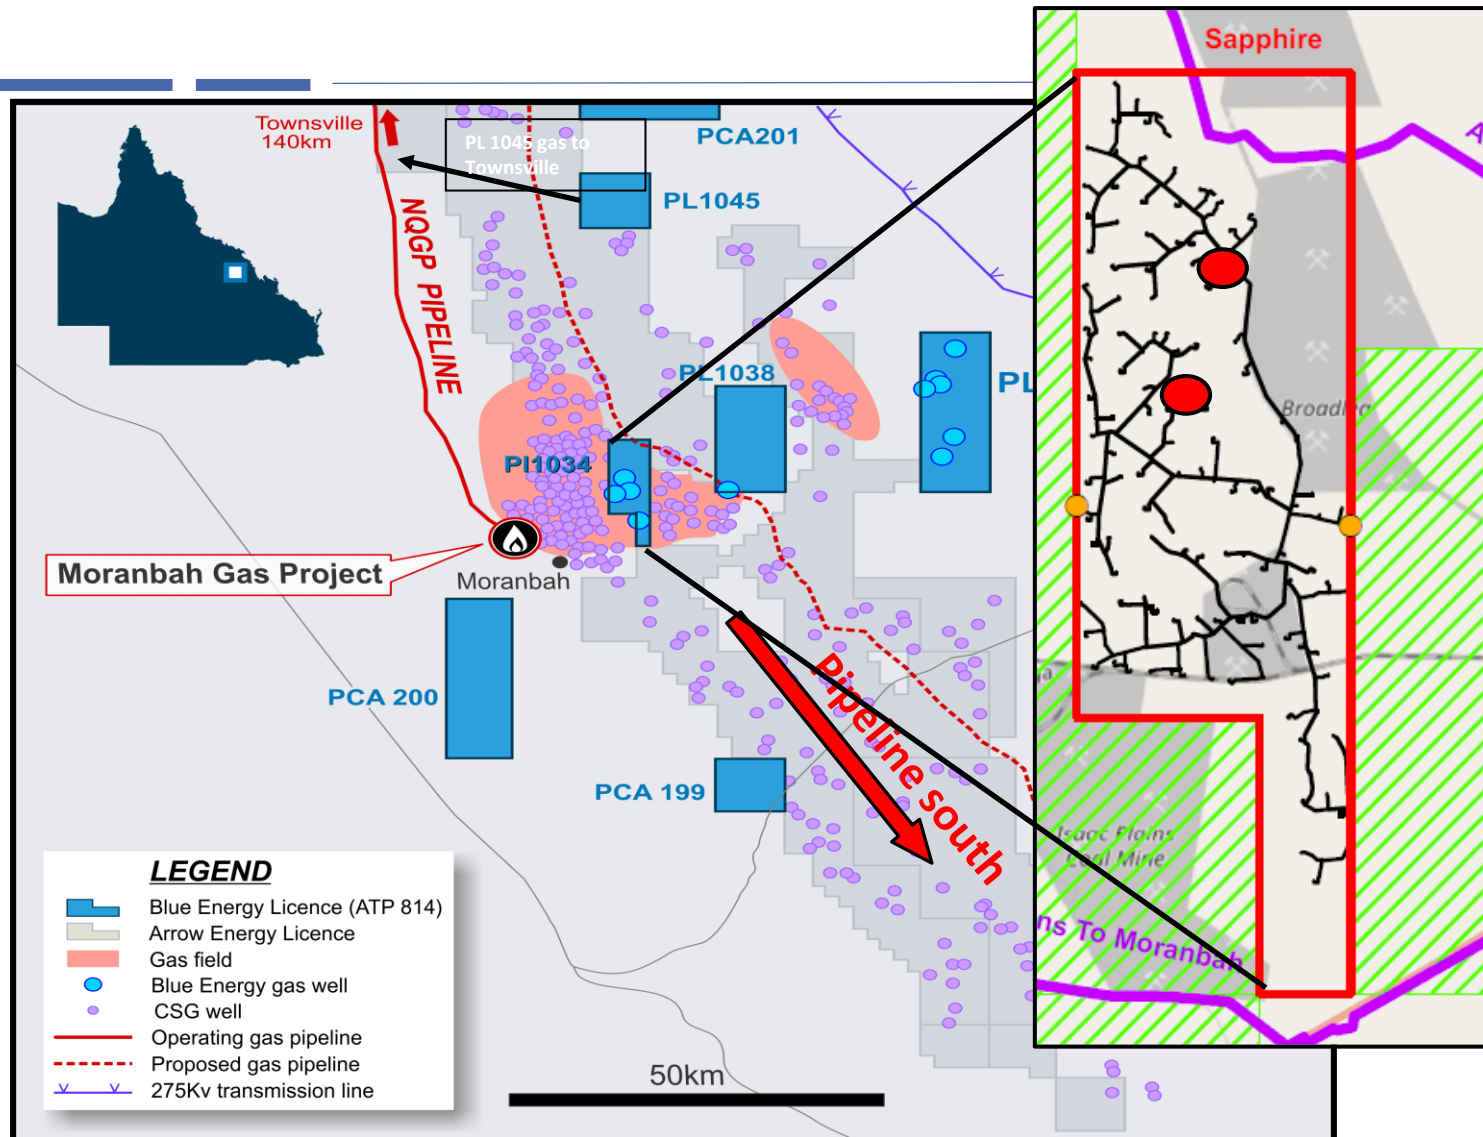 Sapphire
Townsville
140km
PL 1045 gas to
Townsville
PCA201
PL1045
NQGP PIPELINE
PL1038
PL
Broadlea
PI1034
Moranbah Gas Project
Moranbah
PCA 200
Pipeline south
PCA 199
Isaac Plains
Coal Mine
ns To Moranbah
LEGEND
Blue Energy Licence (ATP 814)
Arrow Energy Licence
Gas field
Blue Energy gas well
CSG well
Operating gas pipeline
Proposed gas pipeline
275Kv transmission line
50km